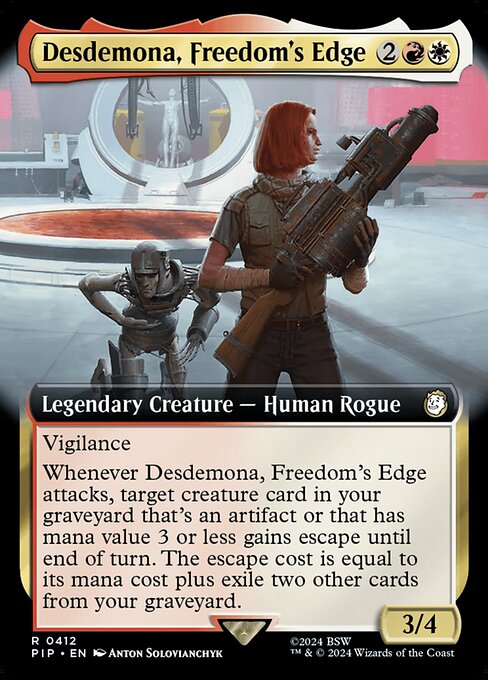 Desdemona, Freedom's Edge 2
Legendary Creature — Human Rogue
Vigilance
Whenever Desdemona, Freedom's Edge
attacks, target creature card in your
graveyard that's an artifact or that has
mana value 3 or less gains escape until
end of turn. The escape cost is equal to
its mana cost plus exile two other cards
from your graveyard.
3/4
R 0412
PIP • EN Anton Solovianchyk
©2024 BSW
™ & © 2024 Wizards of the Coast